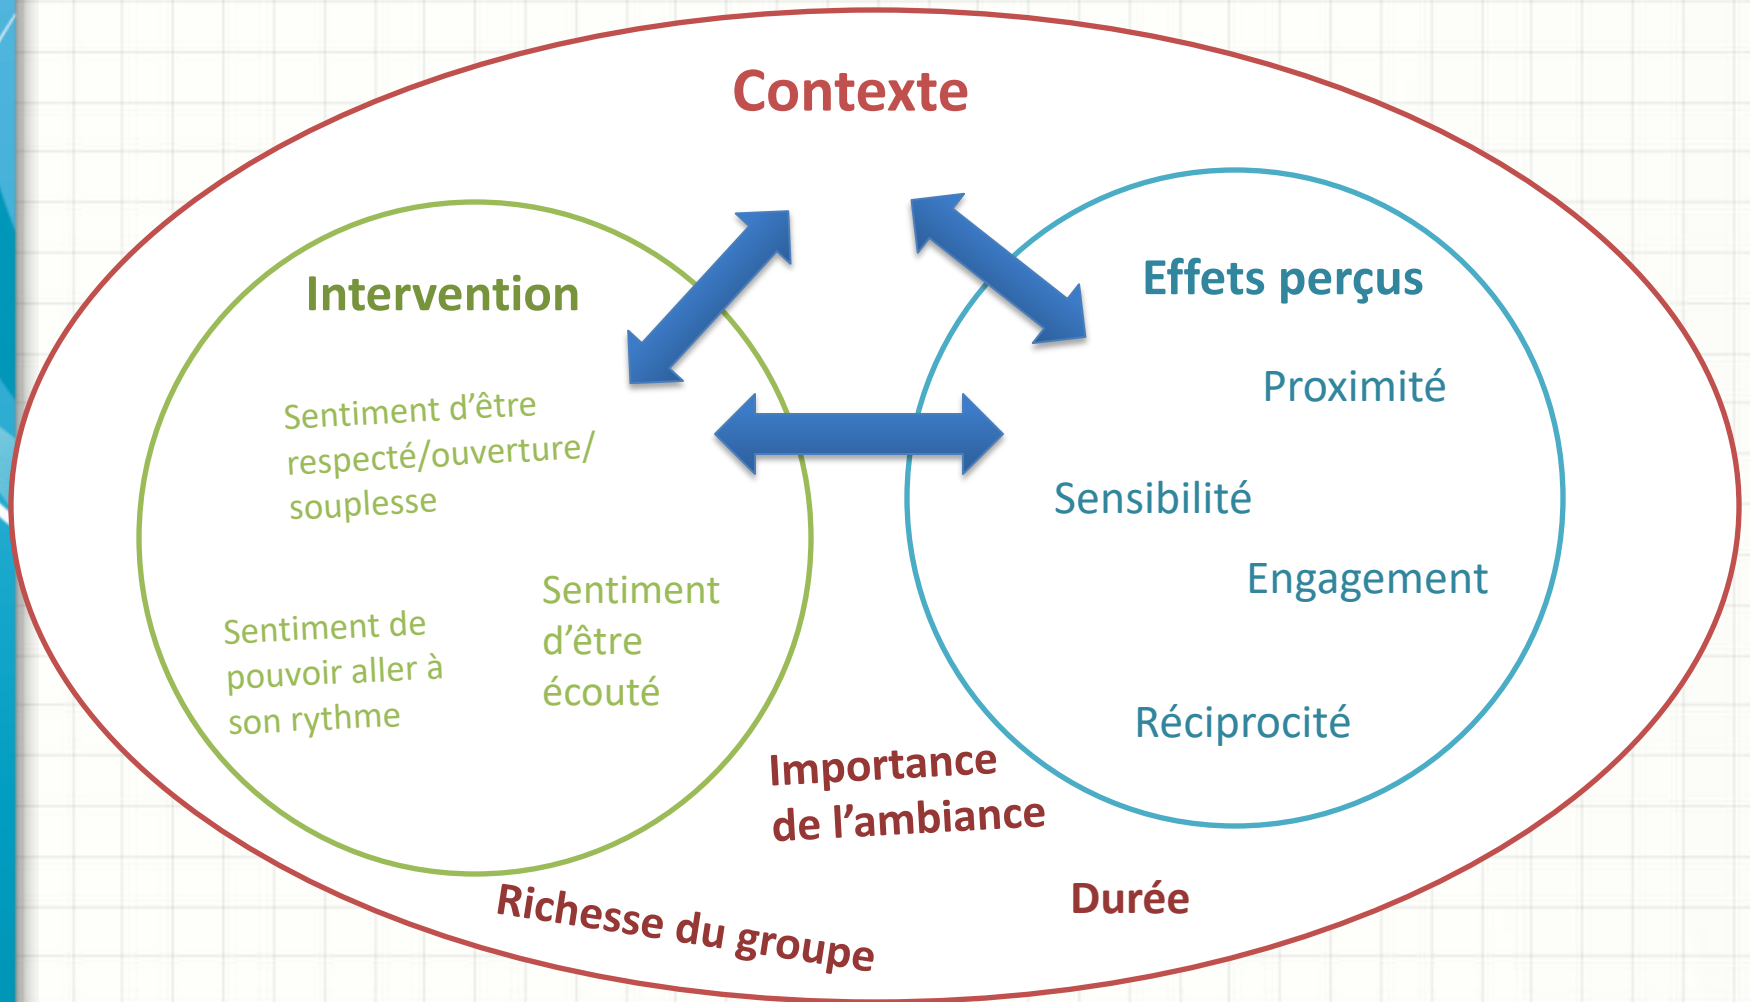 Contexte
Intervention
Sentiment d’être
respecté/ouverture/
souplesse
Sentiment de
pouvoir aller à
son rythme
Sentiment
d’être
écouté
Effets perçus
Proximité
Sensibilité
Engagement
Réciprocité
Importance
de l’ambiance
Durée
Richesse du groupe